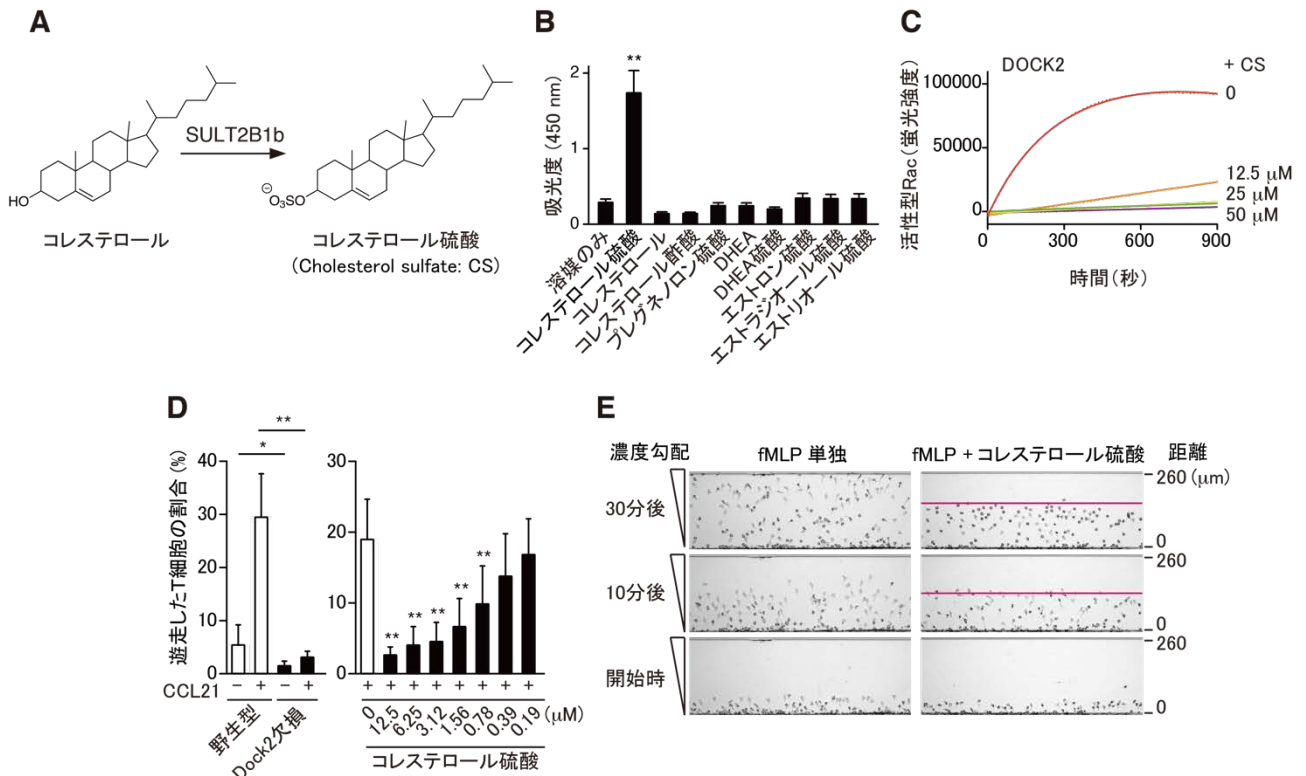 A
SULT2B1b
HO
⊖
O₃SO
コレステロール
コレステロール硫酸
(Cholesterol sulfate: CS)
B
**
2
1
0
吸光度 (450 nm)
溶媒のみ
コレステロール硫酸
コレステロール
コレステロール酢酸
プレグネノロン硫酸
DHEA
DHEA硫酸
エストロン硫酸
エストラジオール硫酸
エストリオール硫酸
C
DOCK2
+ CS
100000
50000
0
0
12.5 μM
25 μM
50 μM
活性型Rac(蛍光強度)
0 300 600 900
時間(秒)
D
**
*
40
30
20
10
0
遊走したT細胞の割合 (%)
CCL21 − + − +
野生型
Dock2欠損
30
20
10
0
** ** ** ** **
+ + + + + + + +
0 12.5 6.25 3.12 1.56 0.78 0.39 0.19 (μM)
コレステロール硫酸
E
濃度勾配 fMLP 単独 fMLP + コレステロール硫酸 距離
30分後
260 (μm)
0
10分後
260
0
開始時
260
0